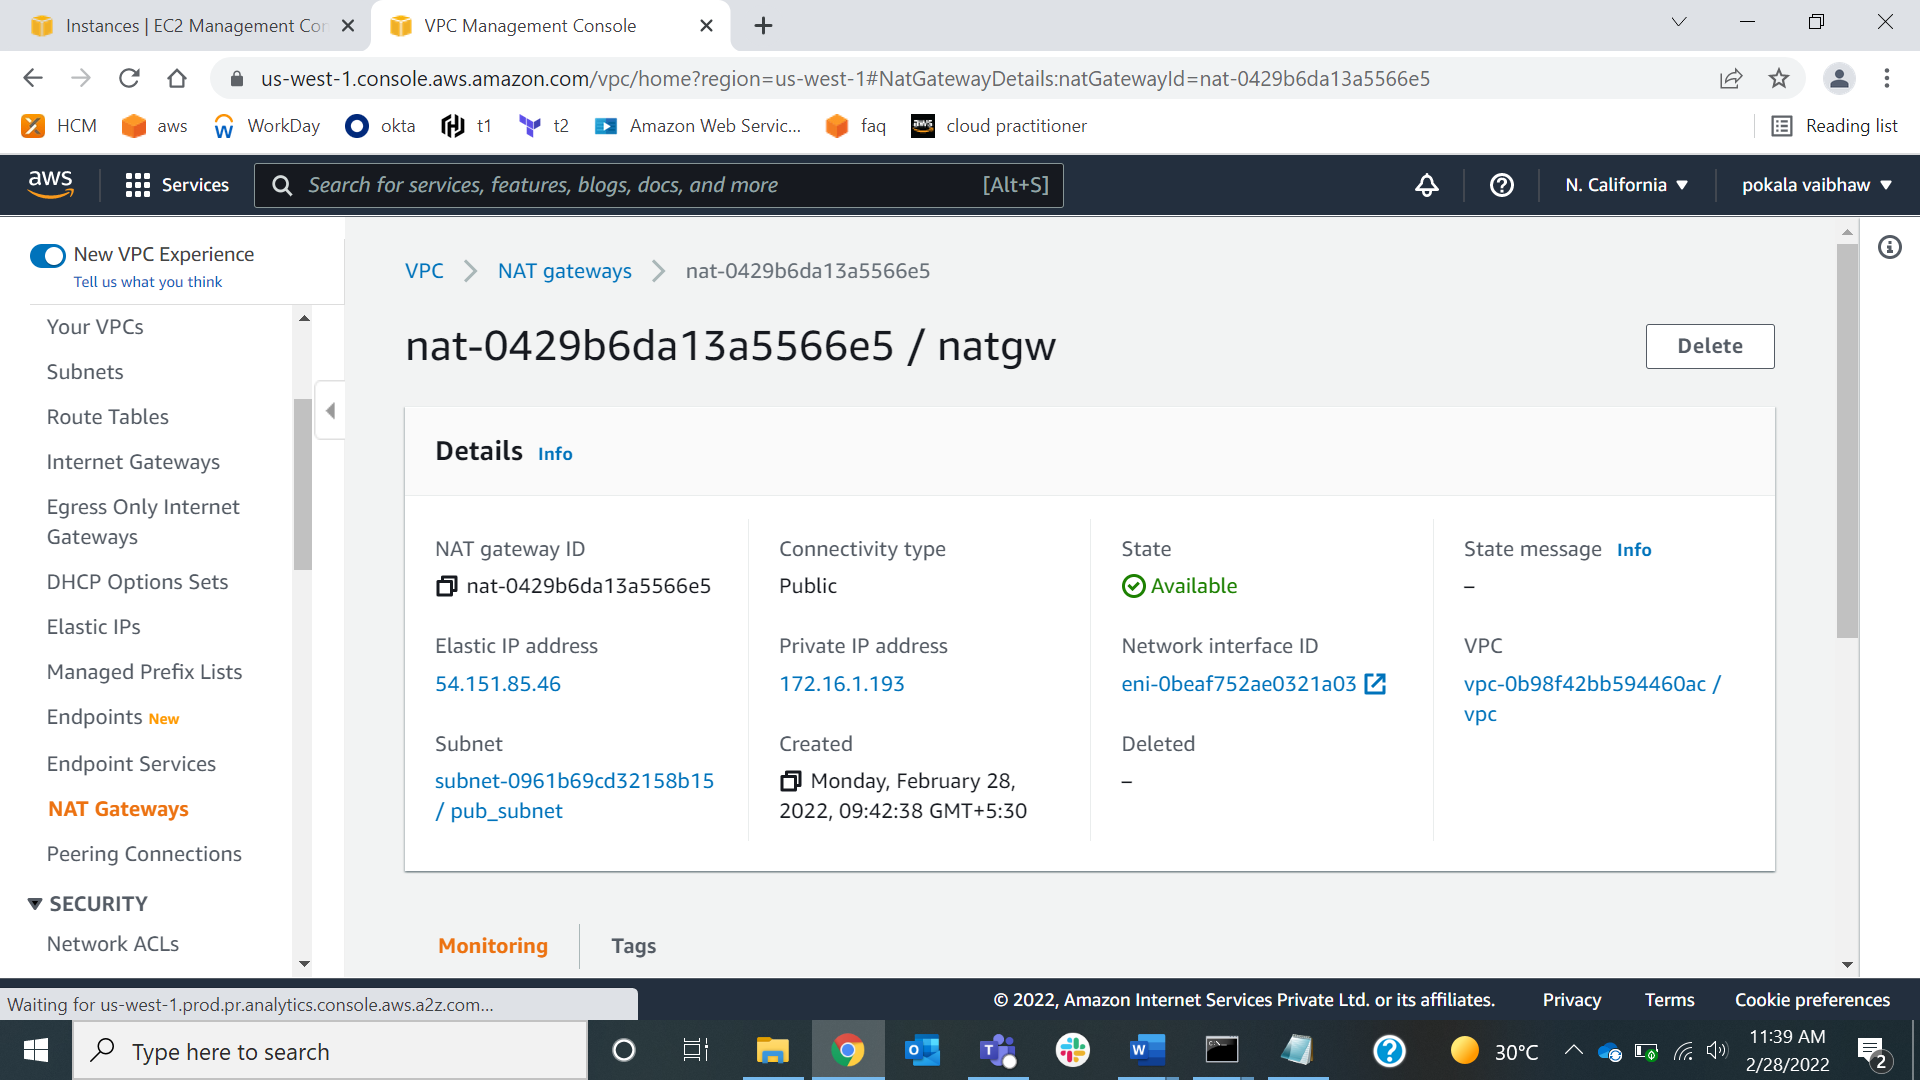 Instances | EC2 Management Con
VPC Management Console
us-west-1.console.aws.amazon.com/vpc/home?region=us-west-1#NatGatewayDetails:natGatewayId=nat-0429b6da13a5566e5
HCM
aws
WorkDay
okta
t1
t2
Amazon Web Servic...
faq
aws
cloud practitioner
Reading list
aws
Services
Search for services, features, blogs, docs, and more
[Alt+S]
N. California
pokala vaibhaw
New VPC Experience
Tell us what you think
Your VPCs
Subnets
Route Tables
Internet Gateways
Egress Only Internet
Gateways
DHCP Options Sets
Elastic IPs
Managed Prefix Lists
Endpoints New
Endpoint Services
NAT Gateways
Peering Connections
SECURITY
Network ACLs
VPC
NAT gateways
nat-0429b6da13a5566e5
nat-0429b6da13a5566e5 / natgw
Delete
Details Info
NAT gateway ID
nat-0429b6da13a5566e5
Connectivity type
Public
State
Available
State message Info
–
Elastic IP address
54.151.85.46
Private IP address
172.16.1.193
Network interface ID
eni-0beaf752ae0321a03
VPC
vpc-0b98f42bb594460ac /
vpc
Subnet
subnet-0961b69cd32158b15
/ pub_subnet
Created
Monday, February 28,
2022, 09:42:38 GMT+5:30
Deleted
–
Monitoring
Tags
Waiting for us-west-1.prod.pr.analytics.console.aws.a2z.com...
© 2022, Amazon Internet Services Private Ltd. or its affiliates.
Privacy
Terms
Cookie preferences
Type here to search
30°C
11:39 AM
2/28/2022
2